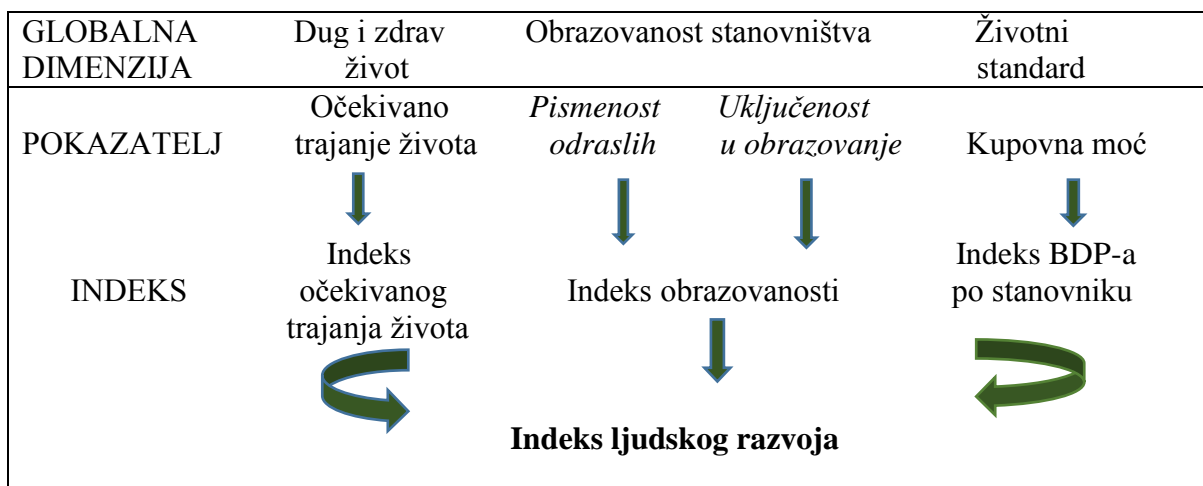 GLOBALNA Dug i zdrav Obrazovanost stanovništva Životni
DIMENZIJA život standard
Očekivano Pismenost Uključenost
POKAZATELJ trajanje života odraslih u obrazovanje Kupovna moć
Indeks Indeks BDP-a
INDEKS očekivanog Indeks obrazovanosti po stanovniku
trajanja života
Indeks ljudskog razvoja